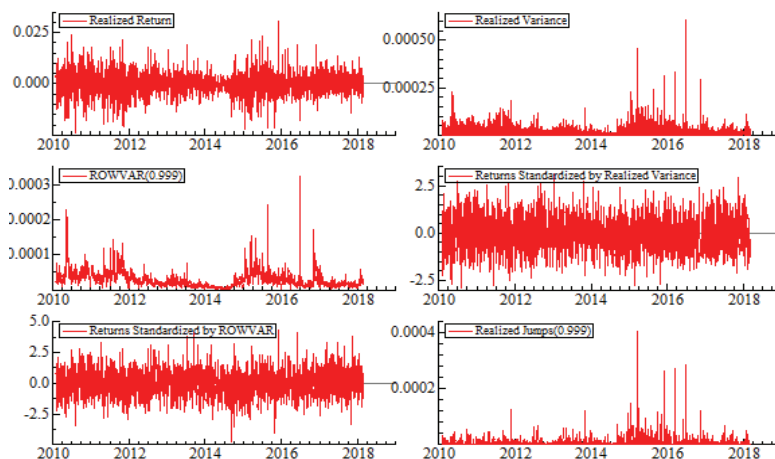 Realized Return
0.025
0.000
2010 2012 2014 2016 2018
Realized Variance
0.00050
0.00025
2010 2012 2014 2016 2018
ROWVAR(0.999)
0.0003
0.0002
0.0001
2010 2012 2014 2016 2018
Returns Standardized by Realized Variance
2.5
0.0
-2.5
2010 2012 2014 2016 2018
5.0
Returns Standardized by ROWVAR
2.5
0.0
-2.5
2010 2012 2014 2016 2018
Realized Jumps(0.999)
0.0004
0.0002
2010 2012 2014 2016 2018